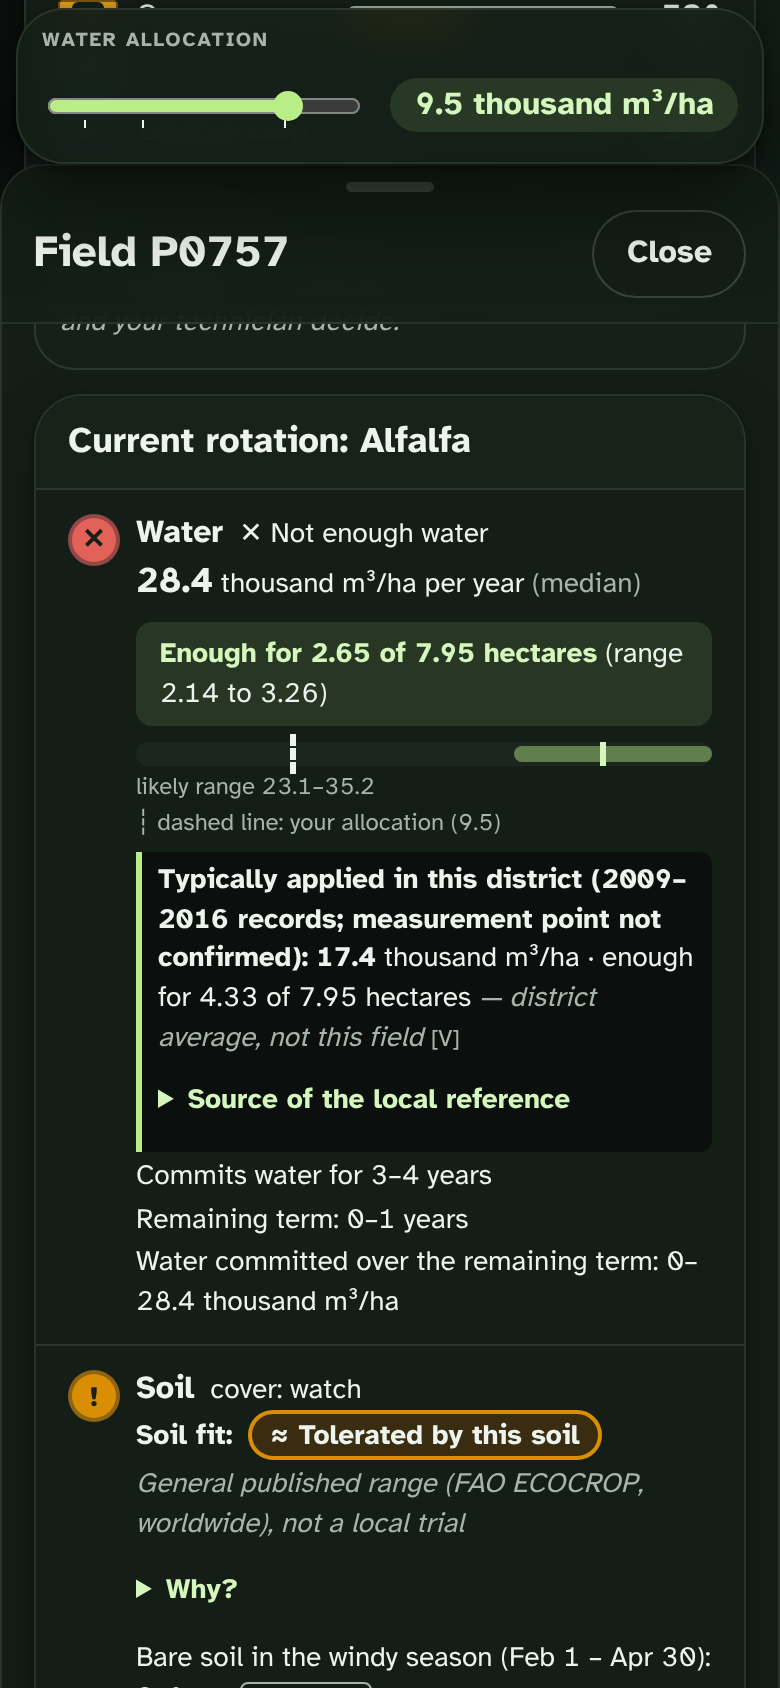 WATER ALLOCATION
9.5 thousand m³/ha
Field P0757
Close
and your technician decide.
Current rotation: Alfalfa
✕
Water ✕ Not enough water
28.4 thousand m³/ha per year (median)
Enough for 2.65 of 7.95 hectares (range
2.14 to 3.26)
likely range 23.1–35.2
┆ dashed line: your allocation (9.5)
Typically applied in this district (2009–
2016 records; measurement point not
confirmed): 17.4 thousand m³/ha · enough
for 4.33 of 7.95 hectares — district
average, not this field [V]
▶ Source of the local reference
Commits water for 3–4 years
Remaining term: 0–1 years
Water committed over the remaining term: 0–
28.4 thousand m³/ha
!
Soil cover: watch
Soil fit: ≈ Tolerated by this soil
General published range (FAO ECOCROP,
worldwide), not a local trial
▶ Why?
Bare soil in the windy season (Feb 1 – Apr 30):